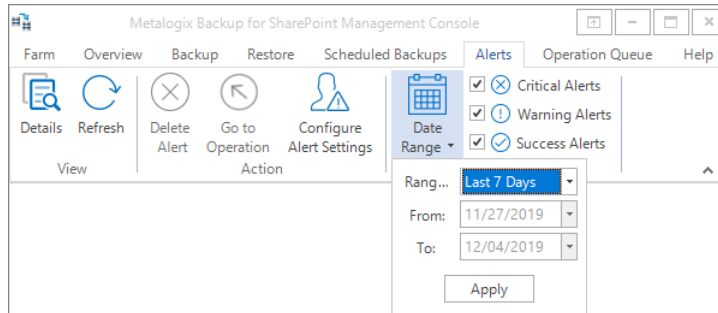 Metalogix Backup for SharePoint Management Console
Farm Overview Backup Restore Scheduled Backups Alerts Operation Queue Help
Details Refresh Delete Alert Go to Operation Configure Alert Settings Date Range
Critical Alerts
Warning Alerts
Success Alerts
View Action
Rang... Last 7 Days
From: 11/27/2019
To: 12/04/2019
Apply